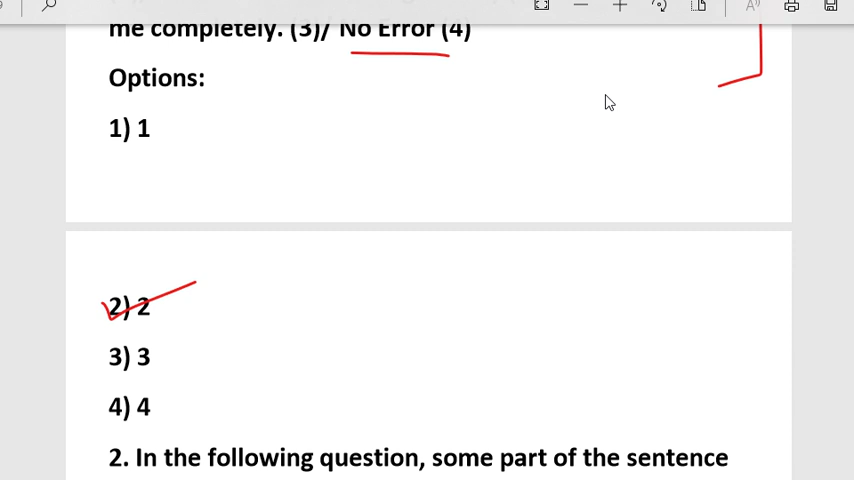 me completely. (3)/ No Error (4)
Options:
1) 1
2) 2
3) 3
4) 4
2. In the following question, some part of the sentence